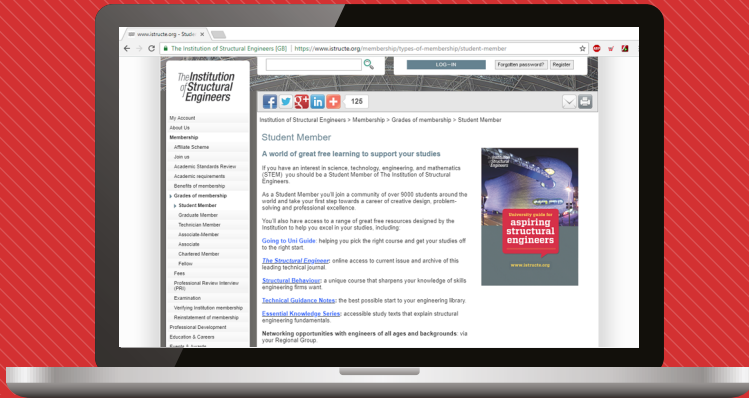 www.istructe.org – Stude
The Institution of Structural Engineers [GB] | https://www.istructe.org/membership/types-of-membership/student-member
The Institution
of Structural
Engineers
LOG – IN
Forgotten password?
Register
125
My Account
About Us
Membership
Affiliate Scheme
Join us
Academic Standards Review
Academic requirements
Benefits of membership
Grades of membership
Student Member
Graduate Member
Technician Member
Associate-Member
Associate
Chartered Member
Fellow
Fees
Professional Review Interview
(PRI)
Examination
Verifying Institution membership
Reinstatement of membership
Professional Development
Education & Careers
Events & Awards
Institution of Structural Engineers > Membership > Grades of membership > Student Member
Student Member
A world of great free learning to support your studies
If you have an interest in science, technology, engineering, and mathematics
(STEM) you should be a Student Member of The Institution of Structural
Engineers.
As a Student Member you'll join a community of over 9000 students around the
world and take your first step towards a career of creative design, problem-
solving and professional excellence.
You'll also have access to a range of great free resources designed by the
Institution to help you excel in your studies, including:
Going to Uni Guide: helping you pick the right course and get your studies off
to the right start.
The Structural Engineer: online access to current issue and archive of this
leading technical journal.
Structural Behaviour: a unique course that sharpens your knowledge of skills
engineering firms want.
Technical Guidance Notes: the best possible start to your engineering library.
Essential Knowledge Series: accessible study texts that explain structural
engineering fundamentals.
Networking opportunities with engineers of all ages and backgrounds: via
your Regional Group.
University guide for
aspiring
structural
engineers
www.istructe.org